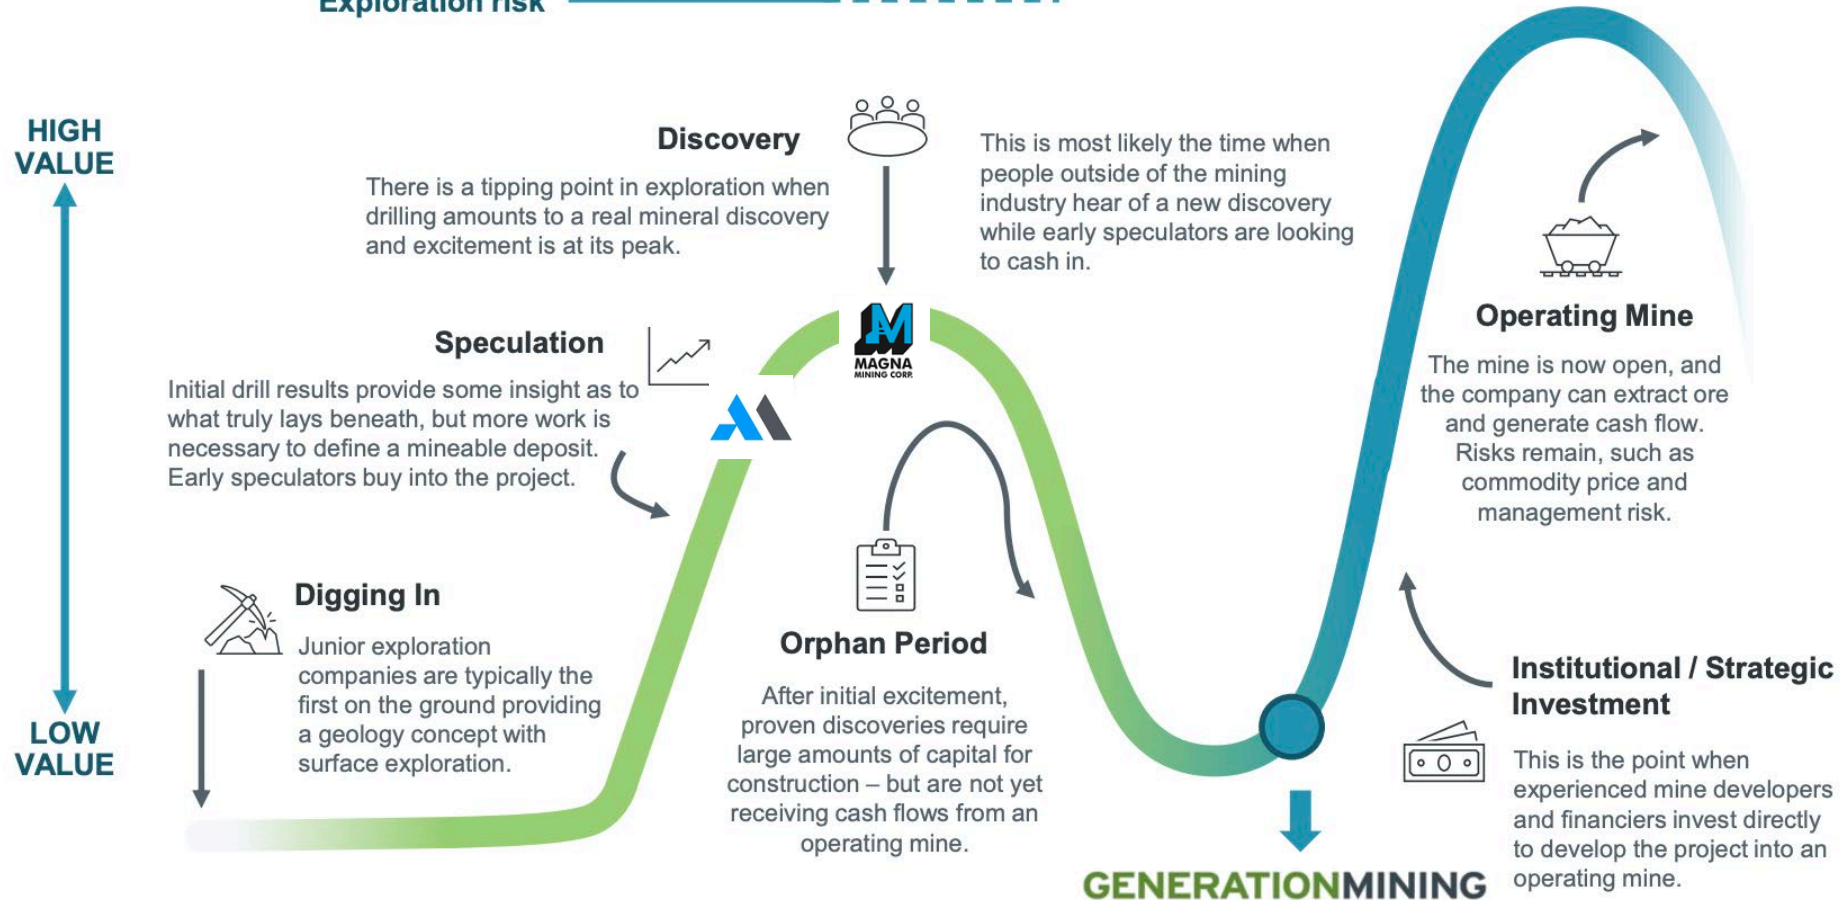 Exploration risk
HIGH
VALUE
LOW
VALUE
Digging In
Junior exploration
companies are typically the
first on the ground providing
a geology concept with
surface exploration.
Speculation
Initial drill results provide some insight as to
what truly lays beneath, but more work is
necessary to define a mineable deposit.
Early speculators buy into the project.
Discovery
There is a tipping point in exploration when
drilling amounts to a real mineral discovery
and excitement is at its peak.
This is most likely the time when
people outside of the mining
industry hear of a new discovery
while early speculators are looking
to cash in.
M
MAGNA
MINING CORP.
Orphan Period
After initial excitement,
proven discoveries require
large amounts of capital for
construction – but are not yet
receiving cash flows from an
operating mine.
GENERATIONMINING
Institutional / Strategic
Investment
This is the point when
experienced mine developers
and financiers invest directly
to develop the project into an
operating mine.
Operating Mine
The mine is now open, and
the company can extract ore
and generate cash flow.
Risks remain, such as
commodity price and
management risk.